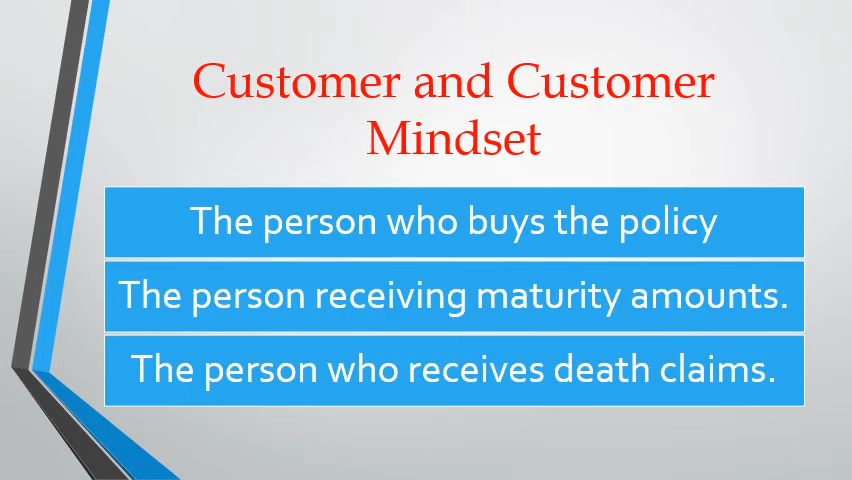 Customer and Customer
Mindset
The person who buys the policy
The person receiving maturity amounts.
The person who receives death claims.